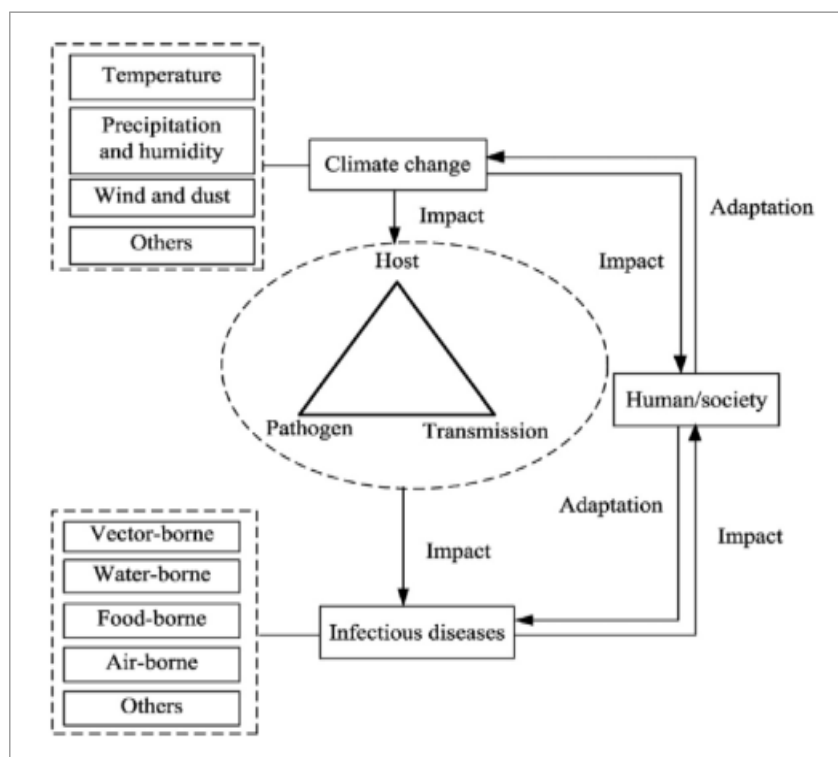 Temperature
Precipitation
and humidity
Wind and dust
Others
Climate change
Impact
Adaptation
Impact
Host
Pathogen
Transmission
Human/society
Adaptation
Impact
Impact
Vector-borne
Water-borne
Food-borne
Air-borne
Others
Infectious diseases